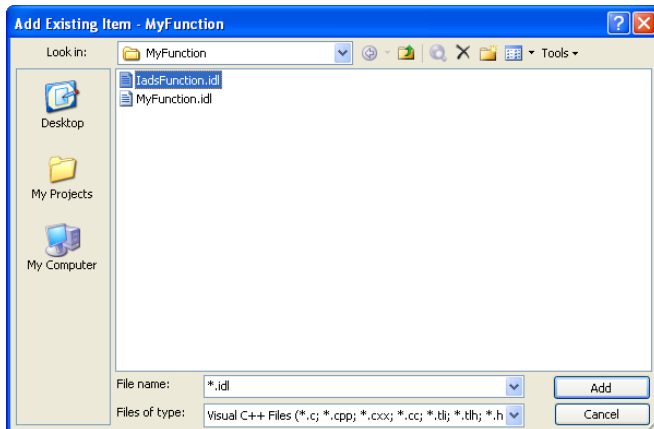 Add Existing Item - MyFunction
Look in: MyFunction Tools
IadsFunction.idl
MyFunction.idl
Desktop
My Projects
My Computer
File name: *.idl Add
Files of type: Visual C++ Files (*.c; *.cpp; *.cxx; *.cc; *.tli; *.tlh; *.h Cancel